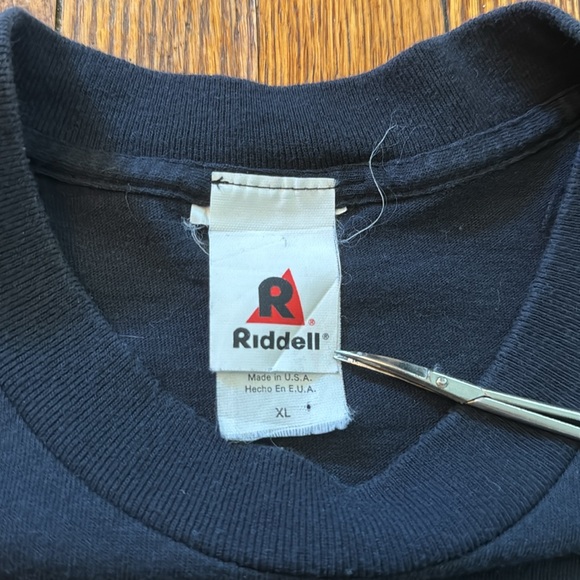 R
®
Riddell®
Made in U.S.A.
Hecho En E.U.A.
XL